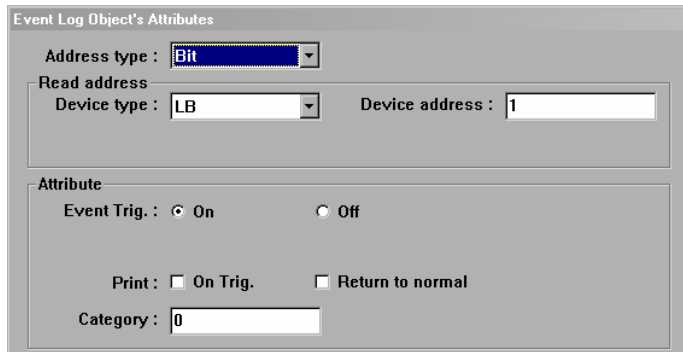 Event Log Object's Attributes
Address type : Bit
Read address
Device type : LB Device address : 1
Attribute
Event Trig. : On Off
Print : On Trig. Return to normal
Category : 0